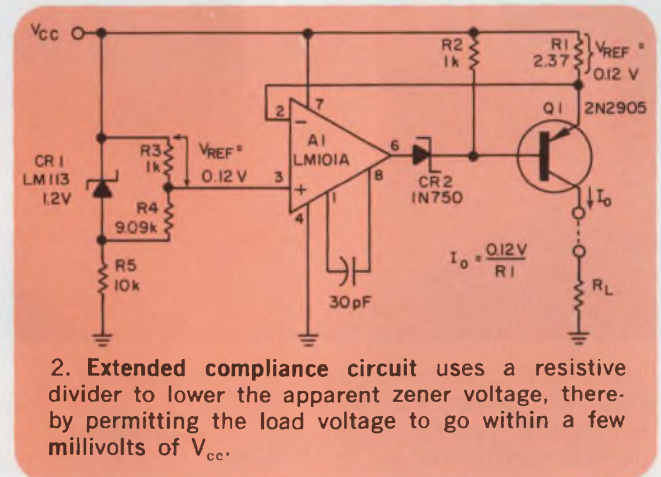 Vcc
R2
1k
R1
2.37
VREF =
0.12 V
Q1
2N2905
2
7
A1
LM101A
6
CR1
LM113
1.2V
R3
1k
VREF =
0.12 V
3
4
1
8
CR2
1N750
R4
9.09k
R5
10k
30pF
Io = 0.12V
R1
Io
RL
2. Extended compliance circuit uses a resistive
divider to lower the apparent zener voltage, there-
by permitting the load voltage to go within a few
millivolts of Vcc.